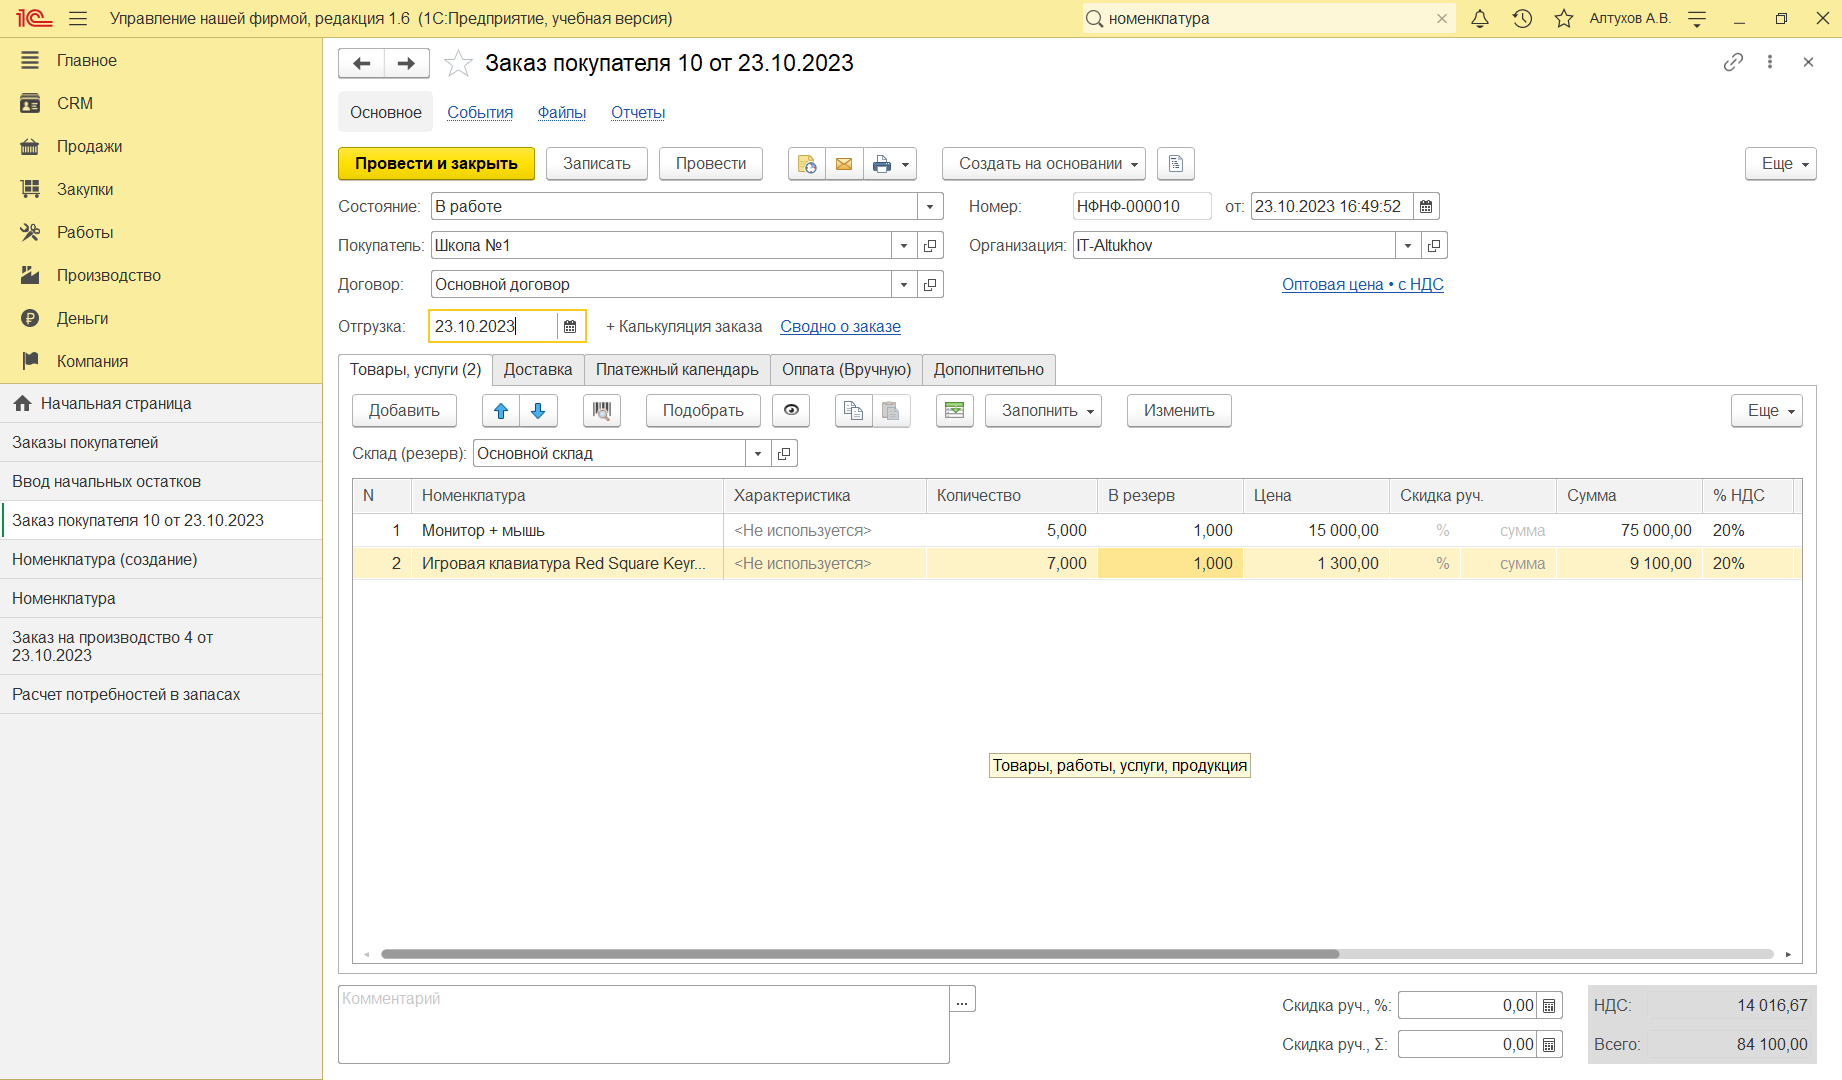 1С Управление нашей фирмой, редакция 1.6 (1С:Предприятие, учебная версия)
номенклатура
Алтухов А.В.
Главное
CRM
Продажи
Закупки
Работы
Производство
Деньги
Компания
Начальная страница
Заказы покупателей
Ввод начальных остатков
Заказ покупателя 10 от 23.10.2023
Номенклатура (создание)
Номенклатура
Заказ на производство 4 от
23.10.2023
Расчет потребностей в запасах
Заказ покупателя 10 от 23.10.2023
Основное События Файлы Отчеты
Провести и закрыть Записать Провести Создать на основании Еще
Состояние: В работе Номер: НФНФ-000010 от: 23.10.2023 16:49:52
Покупатель: Школа №1 Организация: IT-Altukhov
Договор: Основной договор Оптовая цена • с НДС
Отгрузка: 23.10.2023 + Калькуляция заказа Сводно о заказе
Товары, услуги (2) Доставка Платежный календарь Оплата (Вручную) Дополнительно
Добавить Подобрать Заполнить Изменить Еще
Склад (резерв): Основной склад
N Номенклатура Характеристика Количество В резерв Цена Скидка руч. Сумма % НДС
1 Монитор + мышь <Не используется> 5,000 1,000 15 000,00 % сумма 75 000,00 20%
2 Игровая клавиатура Red Square Keyr... <Не используется> 7,000 1,000 1 300,00 % сумма 9 100,00 20%
Товары, работы, услуги, продукция
Комментарий ...
Скидка руч., %: 0,00 НДС: 14 016,67
Скидка руч., Σ: 0,00 Всего: 84 100,00